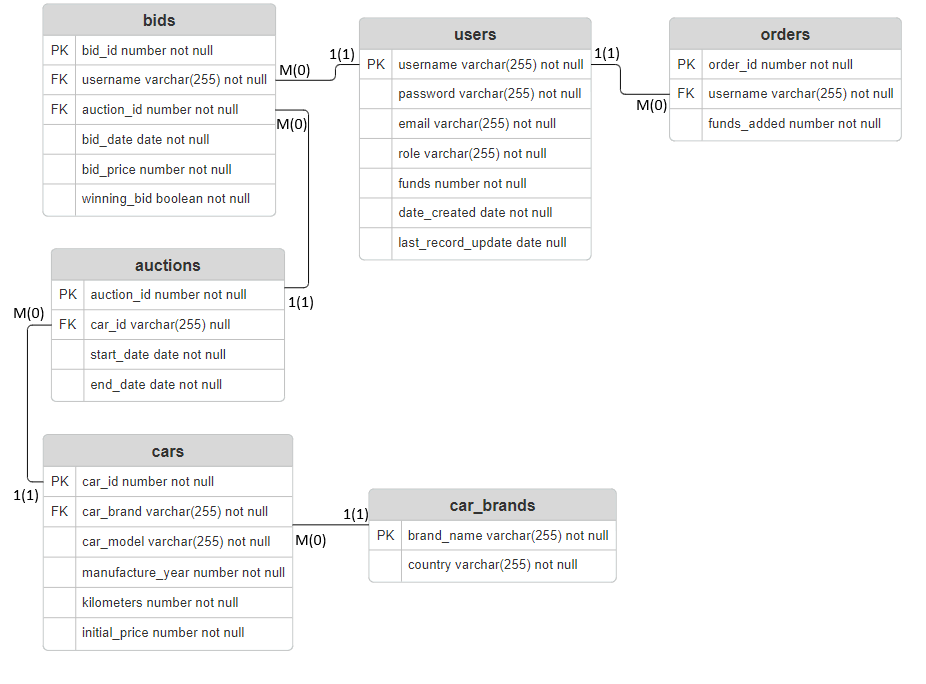 bids
PK bid_id number not null
FK username varchar(255) not null
FK auction_id number not null
bid_date date not null
bid_price number not null
winning_bid boolean not null
M(0)
M(0)
1(1)
users
PK username varchar(255) not null
password varchar(255) not null
email varchar(255) not null
role varchar(255) not null
funds number not null
date_created date not null
last_record_update date null
1(1)
M(0)
orders
PK order_id number not null
FK username varchar(255) not null
funds_added number not null
auctions
PK auction_id number not null
FK car_id varchar(255) null
start_date date not null
end_date date not null
1(1)
M(0)
1(1)
cars
PK car_id number not null
FK car_brand varchar(255) not null
car_model varchar(255) not null
manufacture_year number not null
kilometers number not null
initial_price number not null
1(1)
M(0)
car_brands
PK brand_name varchar(255) not null
country varchar(255) not null